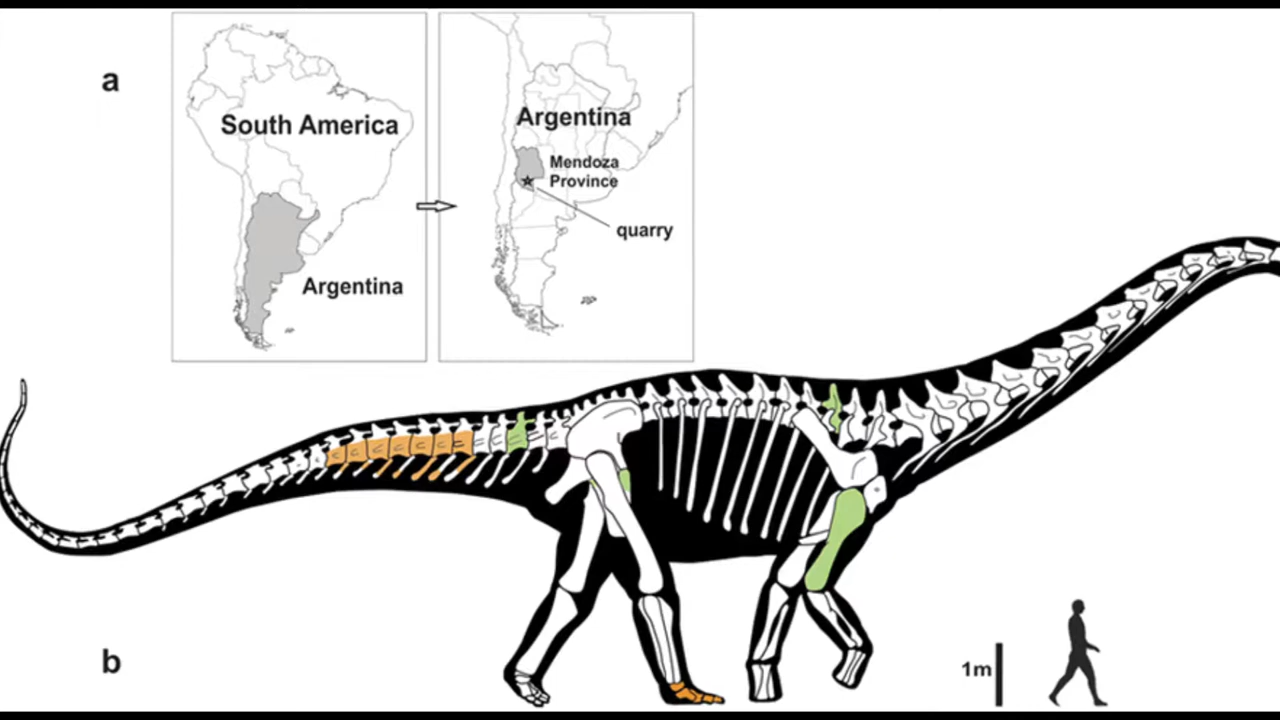 a
South America
Argentina
Argentina
Mendoza
Province
quarry
b
1m